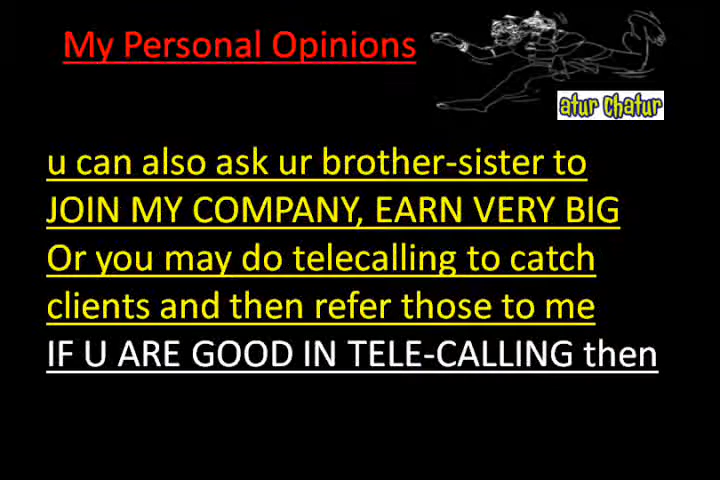 My Personal Opinions
atur chatur
u can also ask ur brother-sister to
JOIN MY COMPANY, EARN VERY BIG
Or you may do telecalling to catch
clients and then refer those to me
IF U ARE GOOD IN TELE-CALLING then